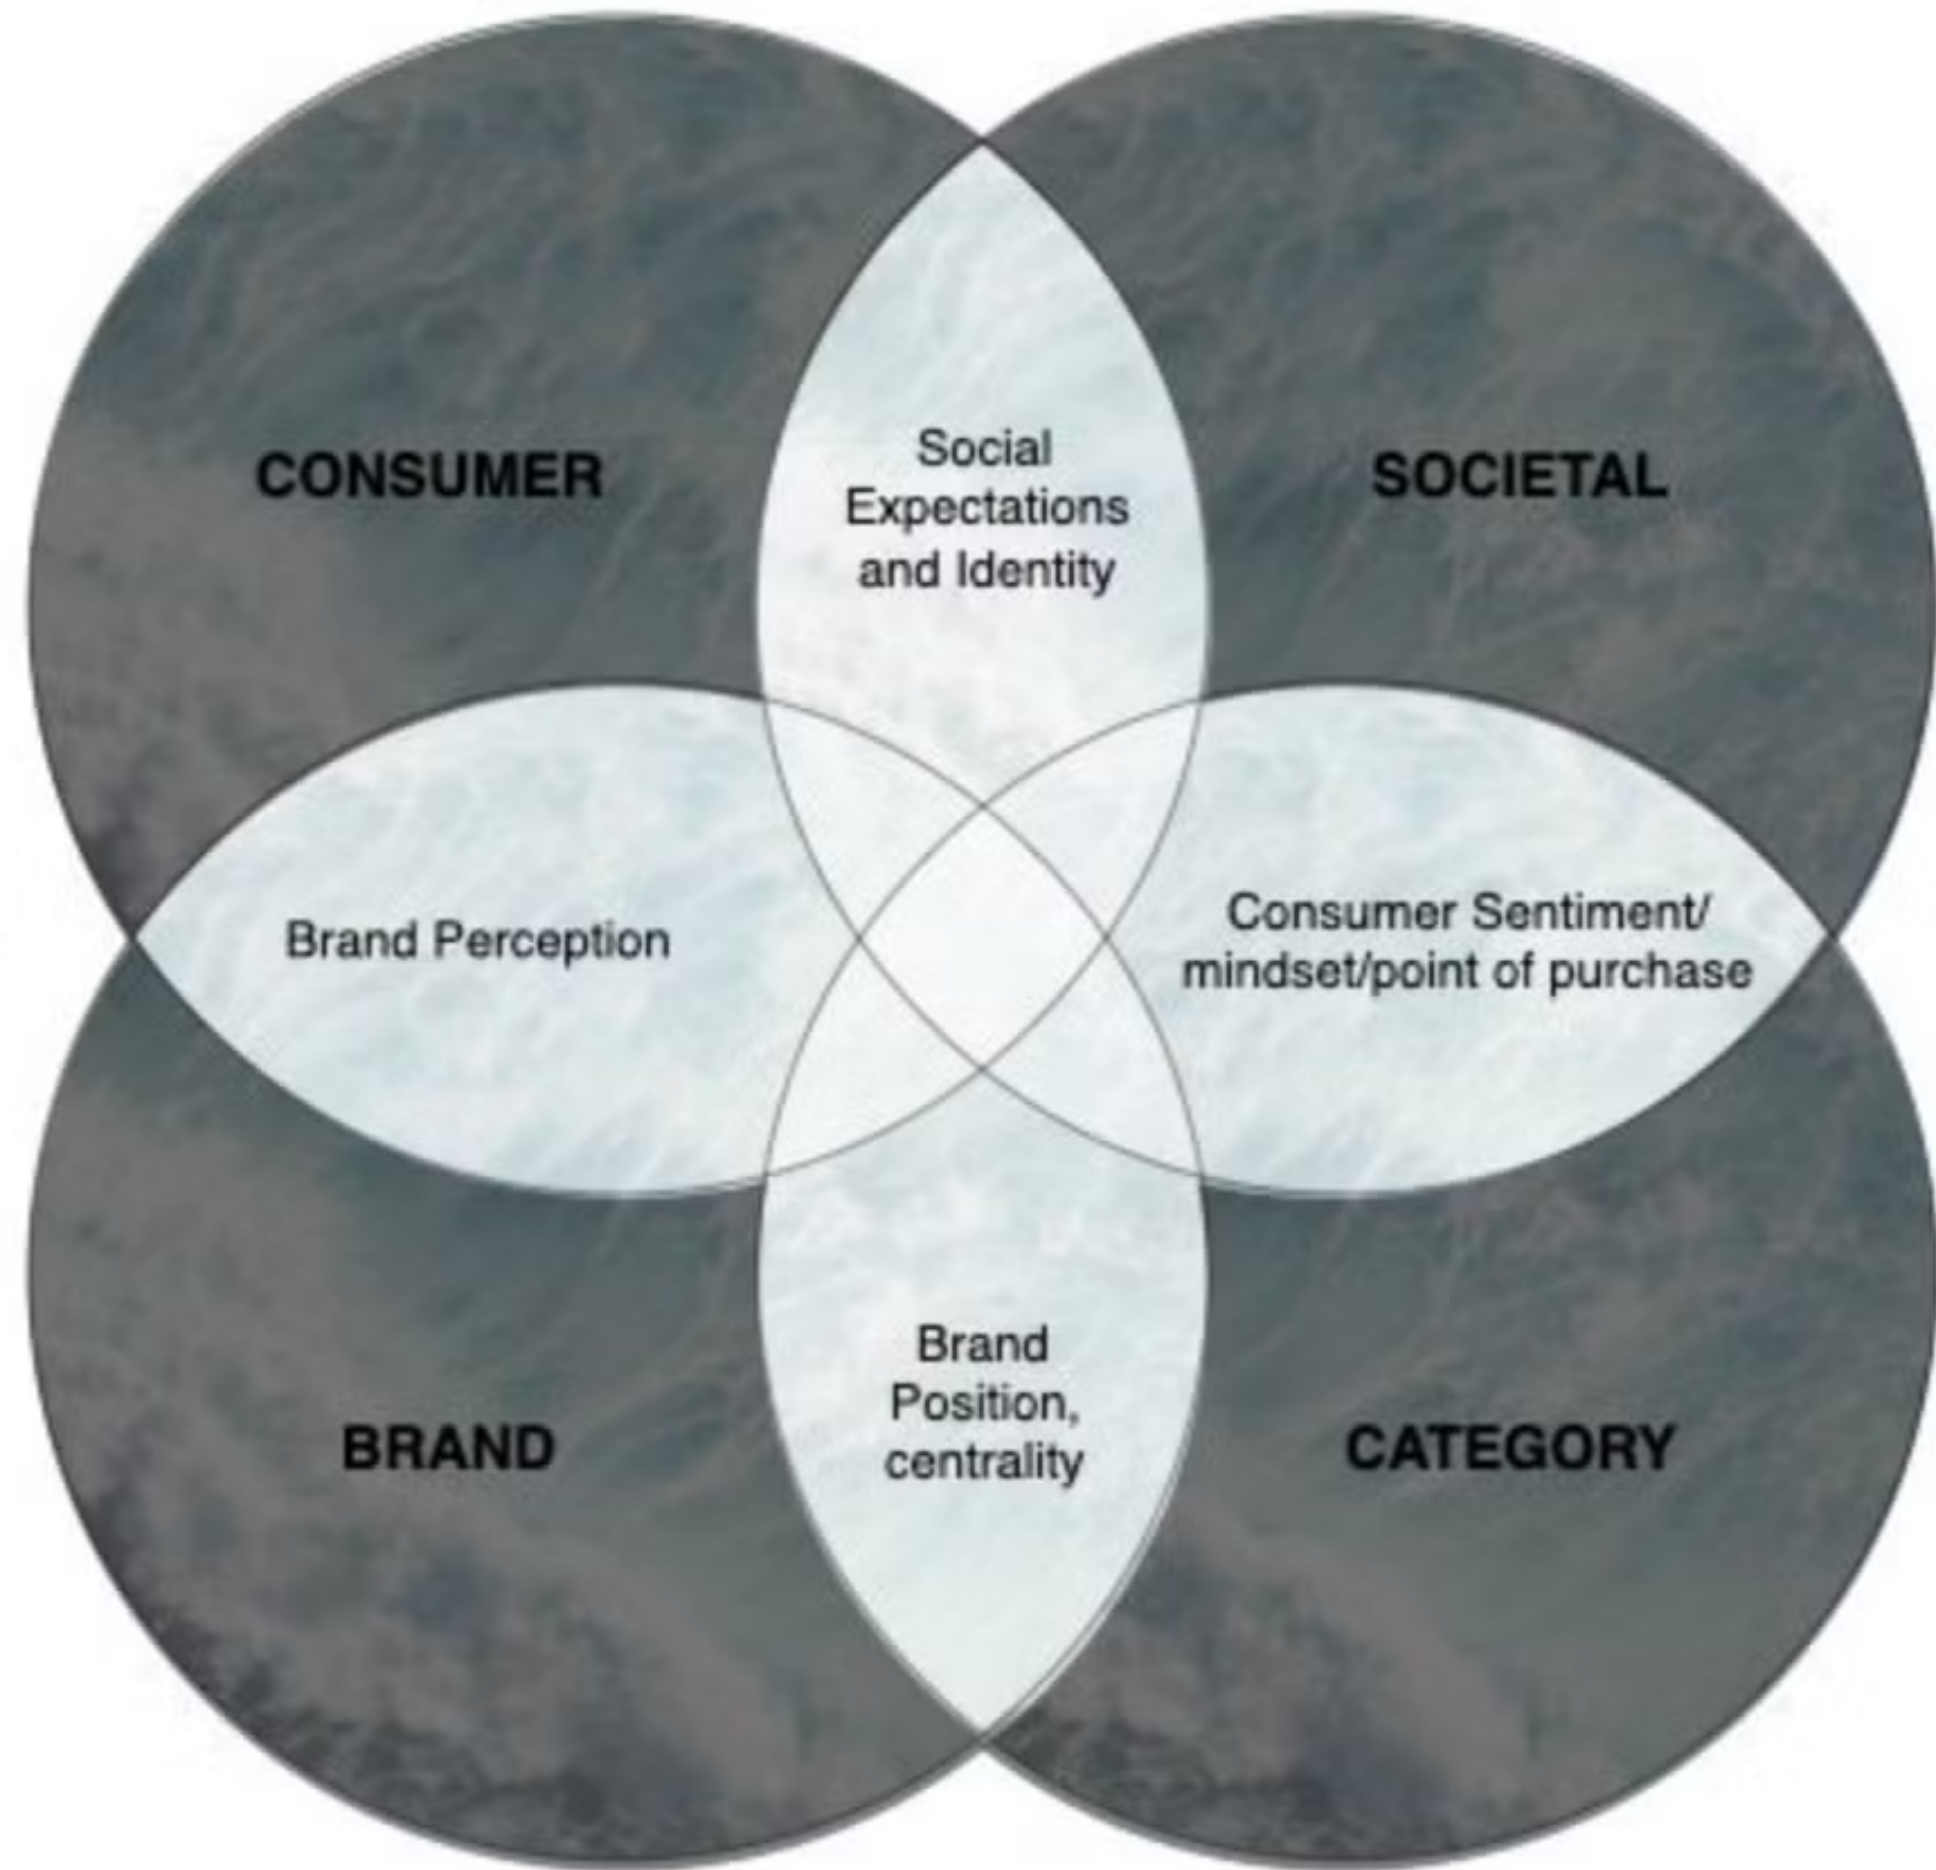 CONSUMER
Social
Expectations
and Identity
SOCIETAL
Brand Perception
Consumer Sentiment/
mindset/point of purchase
BRAND
Brand
Position,
centrality
CATEGORY